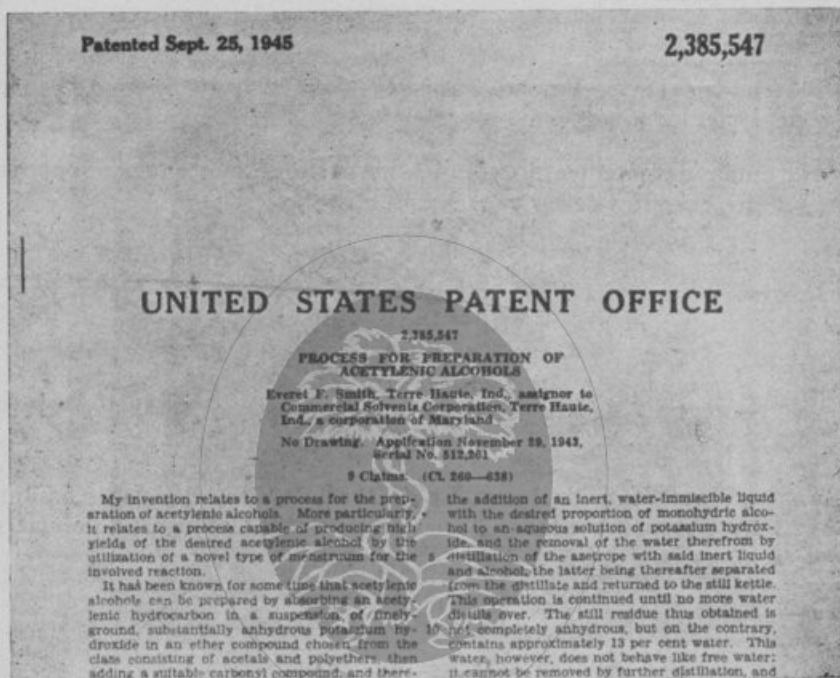 Patented Sept. 25, 1945
2,385,547
UNITED STATES PATENT OFFICE
2,385,547
PROCESS FOR PREPARATION OF
ACETYLENIC ALCOHOLS
Everet F. Smith, Terre Haute, Ind., assignor to
Commercial Solvents Corporation, Terre Haute,
Ind., a corporation of Maryland
No Drawing. Application November 29, 1943,
Serial No. 512,261
9 Claims. (Cl. 260—638)
My invention relates to a process for the prep-
aration of acetylenic alcohols. More particularly,
it relates to a process capable of producing high
yields of the desired acetylenic alcohol by the
utilization of a novel type of menstruum for the
involved reaction.
It has been known for some time that acetylenic
alcohols can be prepared by absorbing an acety-
lenic hydrocarbon in a suspension of finely-
ground, substantially anhydrous potassium hy-
droxide in an ether compound chosen from the
class consisting of acetals and polyethers, then
adding a suitable carbonyl compound, and there-
the addition of an inert, water-immiscible liquid
with the desired proportion of monohydric alco-
hol to an aqueous solution of potassium hydrox-
ide, and the removal of the water therefrom by
5 distillation of the azetrope with said inert liquid
and alcohol, the latter being thereafter separated
from the distillate and returned to the still kettle.
This operation is continued until no more water
distills over. The still residue thus obtained is
10 not completely anhydrous, but on the contrary,
contains approximately 13 per cent water. This
water, however, does not behave like free water;
it cannot be removed by further distillation, and